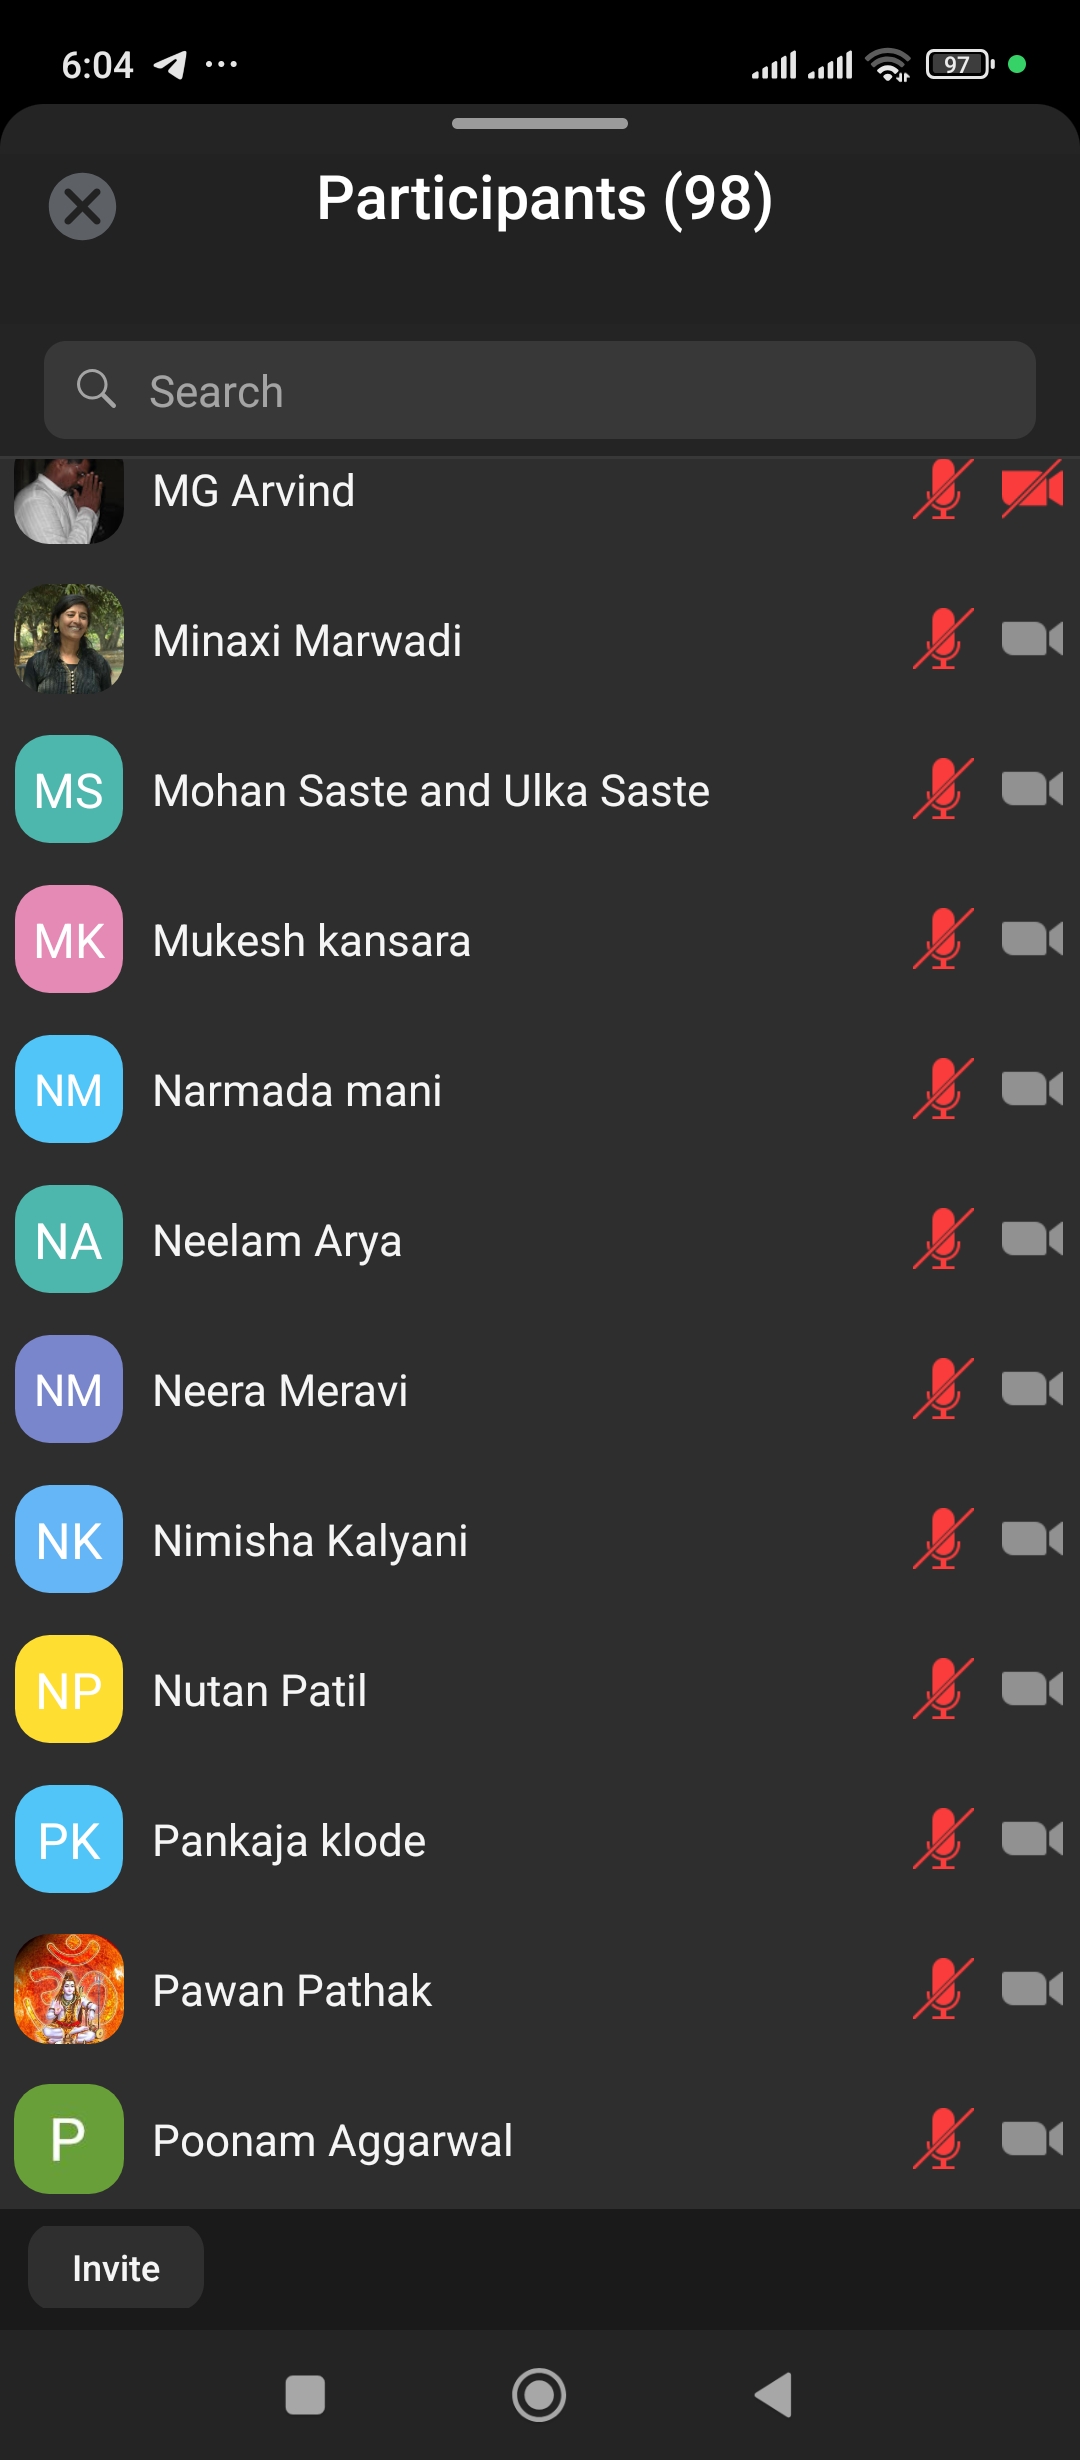 6:04
97
Participants (98)
Search
MG Arvind
Minaxi Marwadi
MS Mohan Saste and Ulka Saste
MK Mukesh kansara
NM Narmada mani
NA Neelam Arya
NM Neera Meravi
NK Nimisha Kalyani
NP Nutan Patil
PK Pankaja klode
Pawan Pathak
P Poonam Aggarwal
Invite